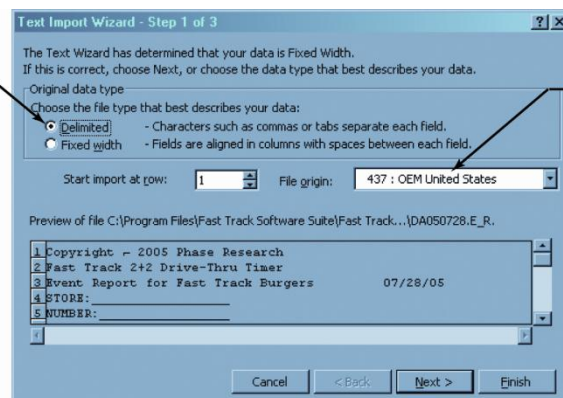 Text Import Wizard - Step 1 of 3
The Text Wizard has determined that your data is Fixed Width.
If this is correct, choose Next, or choose the data type that best describes your data.
Original data type
Choose the file type that best describes your data:
Delimited - Characters such as commas or tabs separate each field.
Fixed width - Fields are aligned in columns with spaces between each field.
Start import at row: 1 File origin: 437 : OEM United States
Preview of file C:\Program Files\Fast Track Software Suite\Fast Track...\DA050728.E_R.
1 Copyright ⌐ 2005 Phase Research
2 Fast Track 2+2 Drive-Thru Timer
3 Event Report for Fast Track Burgers 07/28/05
4 STORE:
5 NUMBER:
Cancel < Back Next > Finish